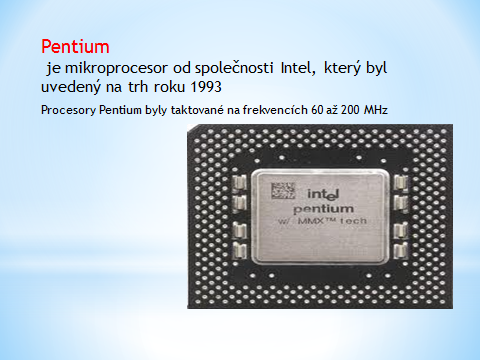 Pentium
je mikroprocesor od společnosti Intel, který byl
uvedený na trh roku 1993
Procesory Pentium byly taktované na frekvencích 60 až 200 MHz
intel
pentium
w/ MMX™ tech